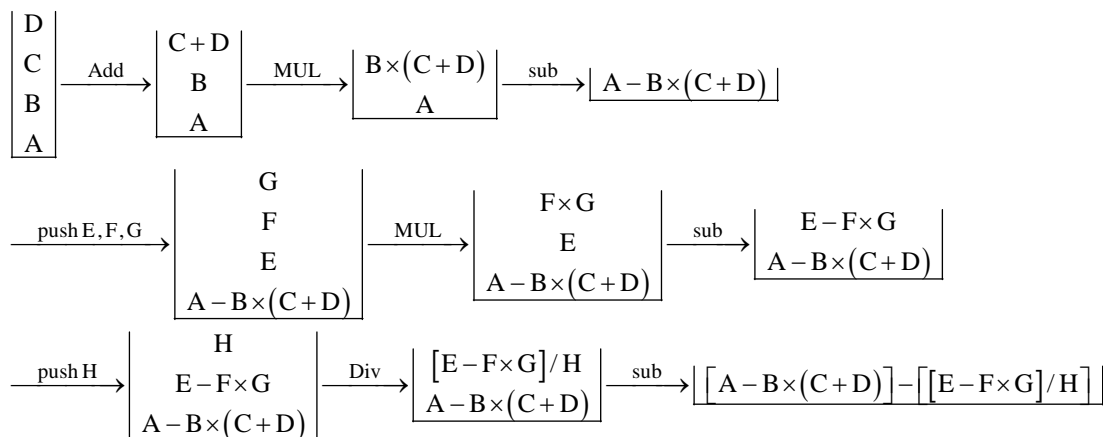 D
C
B
A
Add
C+D
B
A
MUL
B×(C+D)
A
sub
A−B×(C+D)
push E, F, G
G
F
E
A−B×(C+D)
MUL
F×G
E
A−B×(C+D)
sub
E−F×G
A−B×(C+D)
push H
H
E−F×G
A−B×(C+D)
Div
[E−F×G]/H
A−B×(C+D)
sub
[A−B×(C+D)]−[[E−F×G]/H]